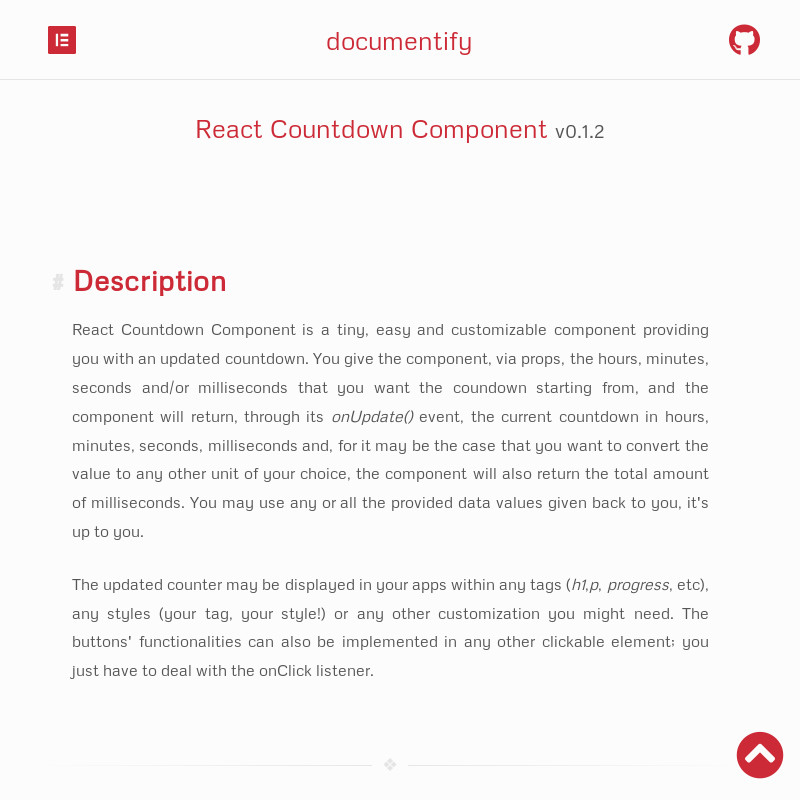 documentify
React Countdown Component v0.1.2
# Description
React Countdown Component is a tiny, easy and customizable component providing
you with an updated countdown. You give the component, via props, the hours, minutes,
seconds and/or milliseconds that you want the coundown starting from, and the
component will return, through its onUpdate() event, the current countdown in hours,
minutes, seconds, milliseconds and, for it may be the case that you want to convert the
value to any other unit of your choice, the component will also return the total amount
of milliseconds. You may use any or all the provided data values given back to you, it's
up to you.
The updated counter may be displayed in your apps within any tags (h1,p, progress, etc),
any styles (your tag, your style!) or any other customization you might need. The
buttons' functionalities can also be implemented in any other clickable element; you
just have to deal with the onClick listener.